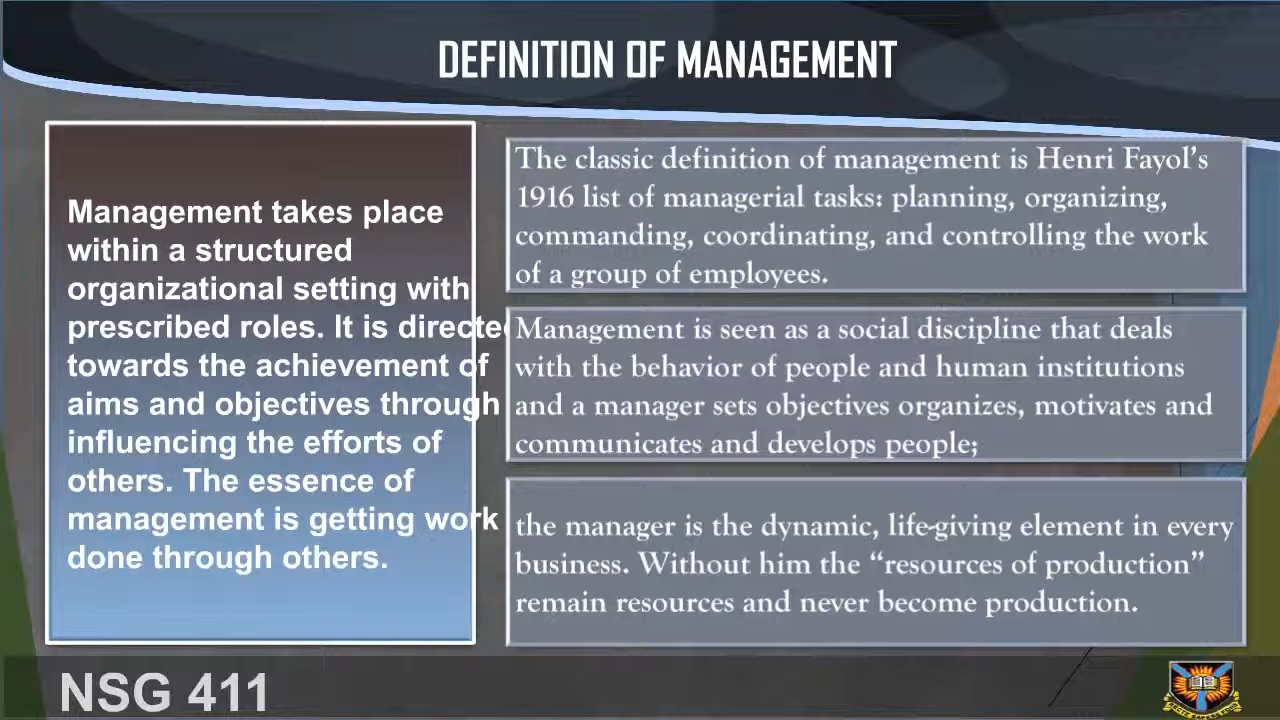 DEFINITION OF MANAGEMENT
Management takes place
within a structured
organizational setting with
prescribed roles. It is directed
towards the achievement of
aims and objectives through
influencing the efforts of
others. The essence of
management is getting work
done through others.
The classic definition of management is Henri Fayol's
1916 list of managerial tasks: planning, organizing,
commanding, coordinating, and controlling the work
of a group of employees.
Management is seen as a social discipline that deals
with the behavior of people and human institutions
and a manager sets objectives organizes, motivates and
communicates and develops people;
the manager is the dynamic, life-giving element in every
business. Without him the “resources of production”
remain resources and never become production.
NSG 411